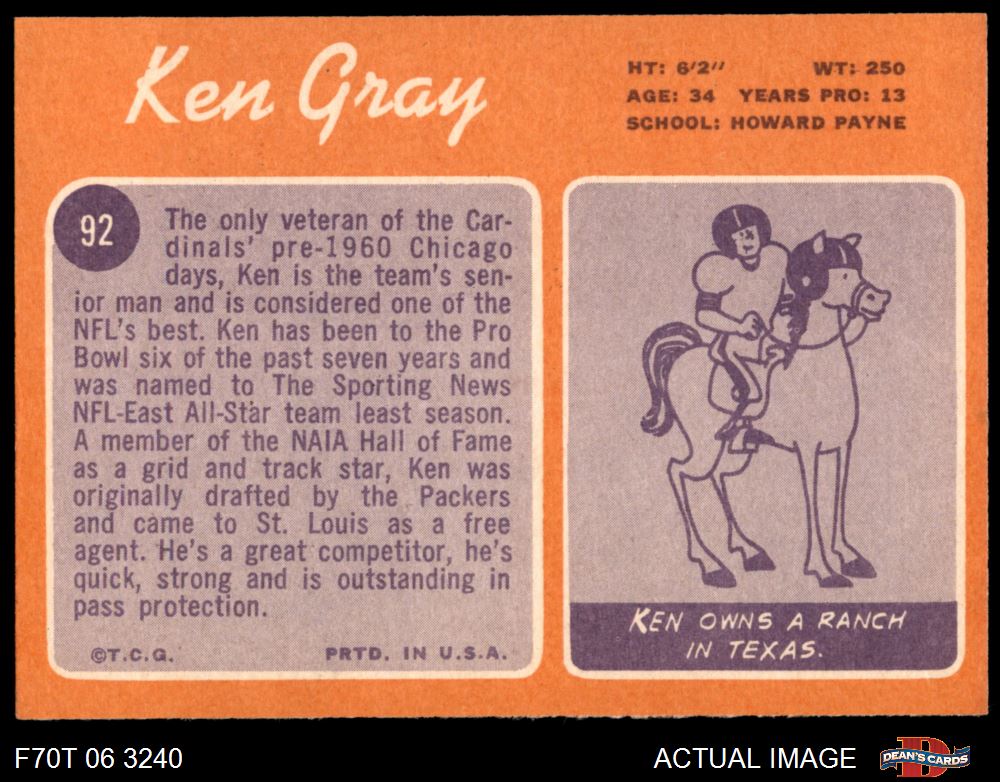 Ken Gray
HT: 6'2'' WT: 250
AGE: 34 YEARS PRO: 13
SCHOOL: HOWARD PAYNE
92
The only veteran of the Car-
dinals' pre-1960 Chicago
days, Ken is the team's sen-
ior man and is considered one of the
NFL's best. Ken has been to the Pro
Bowl six of the past seven years and
was named to The Sporting News
NFL-East All-Star team least season.
A member of the NAIA Hall of Fame
as a grid and track star, Ken was
originally drafted by the Packers
and came to St. Louis as a free
agent. He's a great competitor, he's
quick, strong and is outstanding in
pass protection.
©T.C.G. PRTD. IN U.S.A.
KEN OWNS A RANCH
IN TEXAS.
F70T 06 3240
ACTUAL IMAGE
DEAN'S CARDS